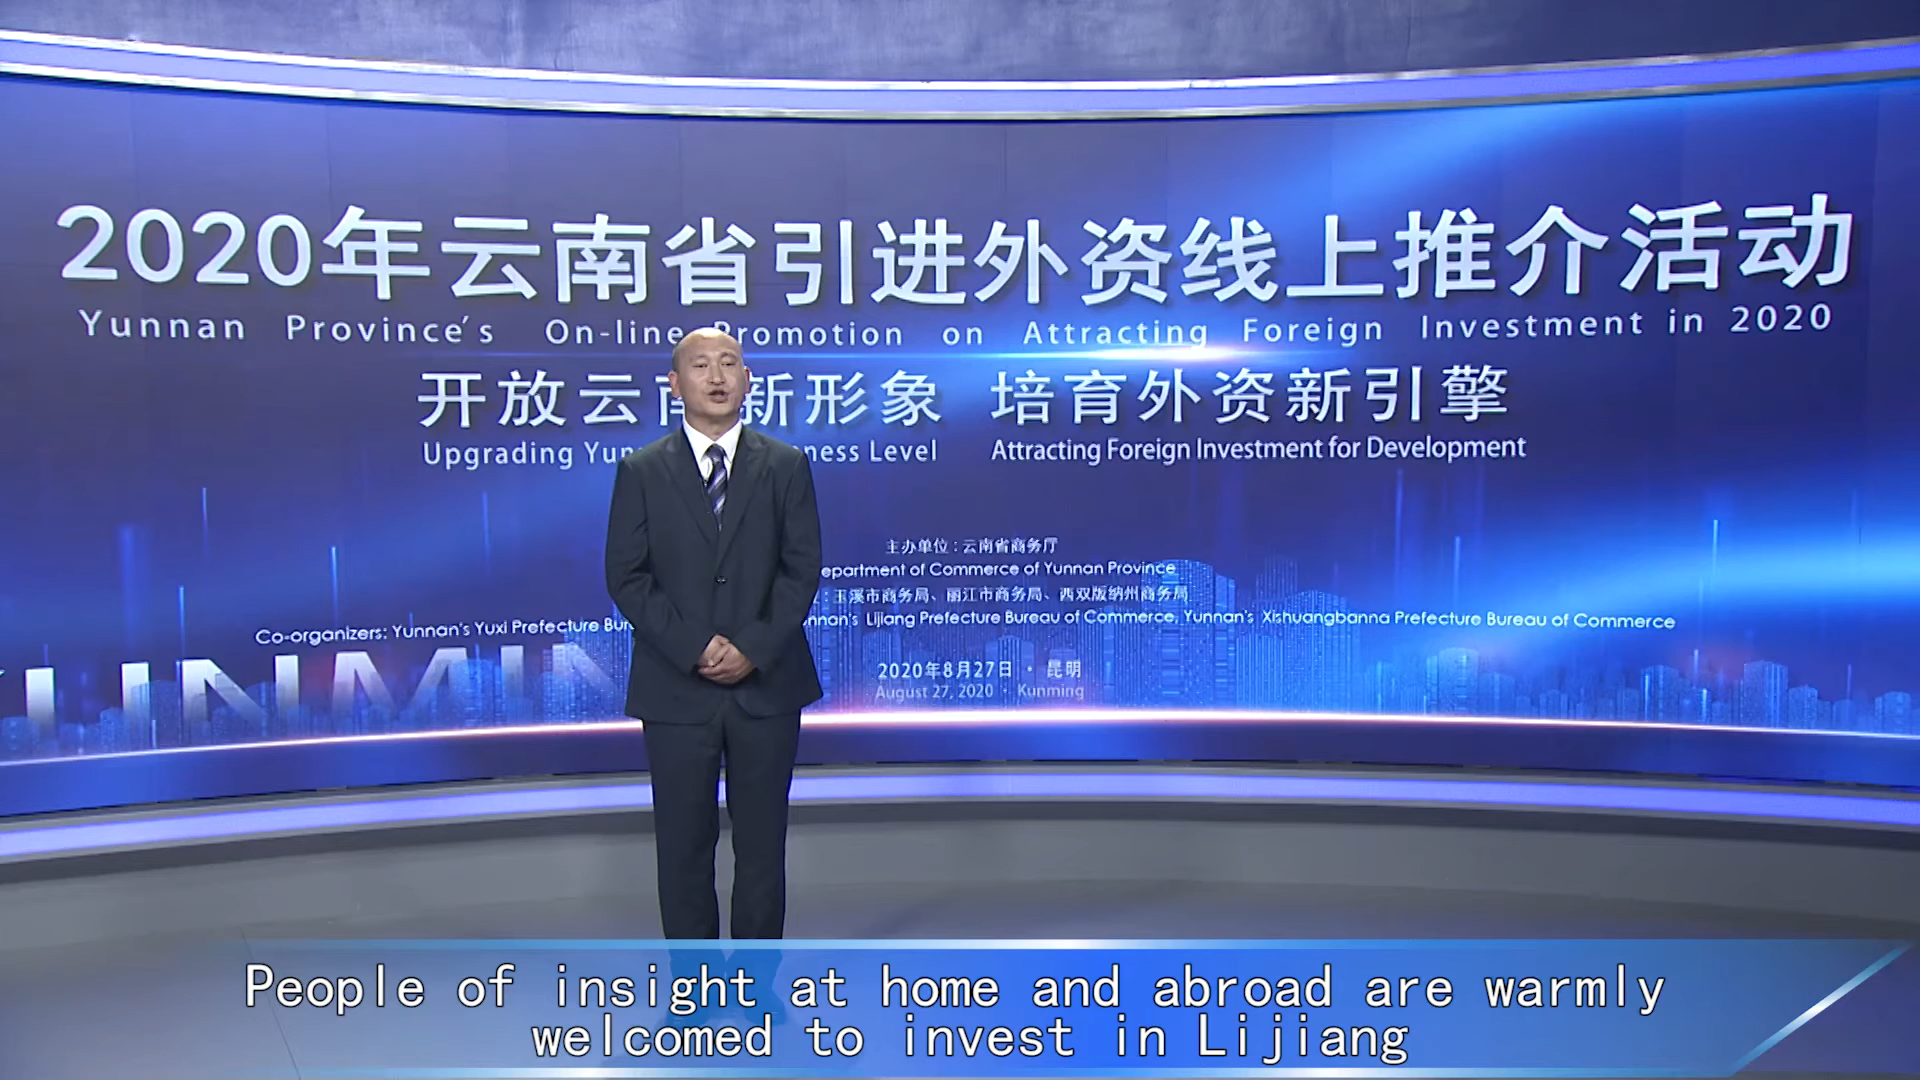 2020年云南省引进外资线上推介活动
Yunnan Province's On-line Promotion on Attracting Foreign Investment in 2020
开放云南新形象 培育外资新引擎
Upgrading Level Attracting Foreign Investment for Development
主办单位：云南省商务厅
Department of Commerce of Yunnan Province
：玉溪市商务局、丽江市商务局、西双版纳州商务局
Co-organizers: Yunnan's Yuxi Prefecture Lijiang Prefecture Bureau of Commerce, Yunnan's Xishuangbanna Prefecture Bureau of Commerce
2020年8月27日 · 昆明
August 27, 2020 · Kunming
People of insight at home and abroad are warmly
welcomed to invest in Lijiang